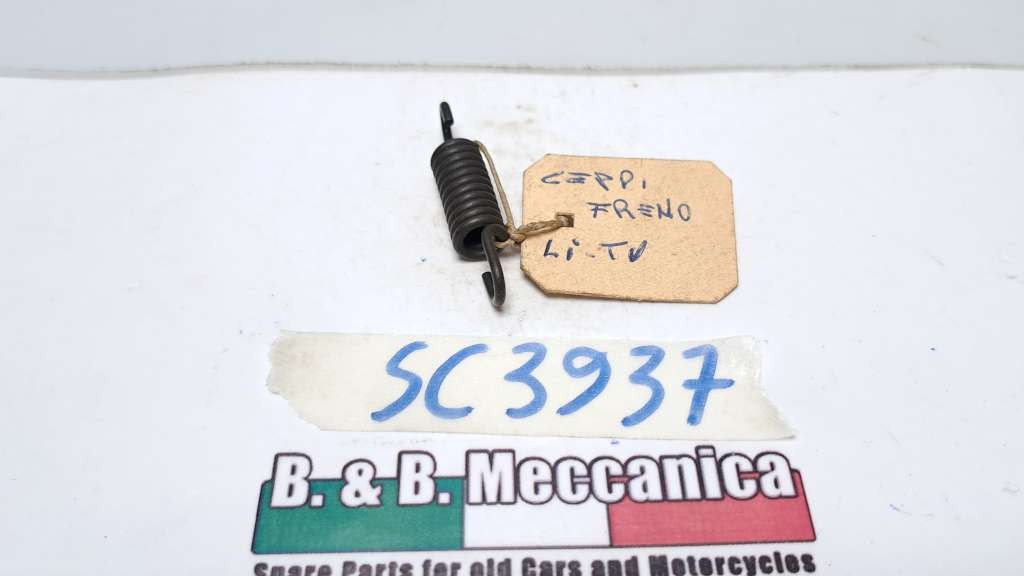 CEPPI
FRENO
Li-TV
SC3937
B. & B. Meccanica
Spare Parts for old Cars and Motorcycles